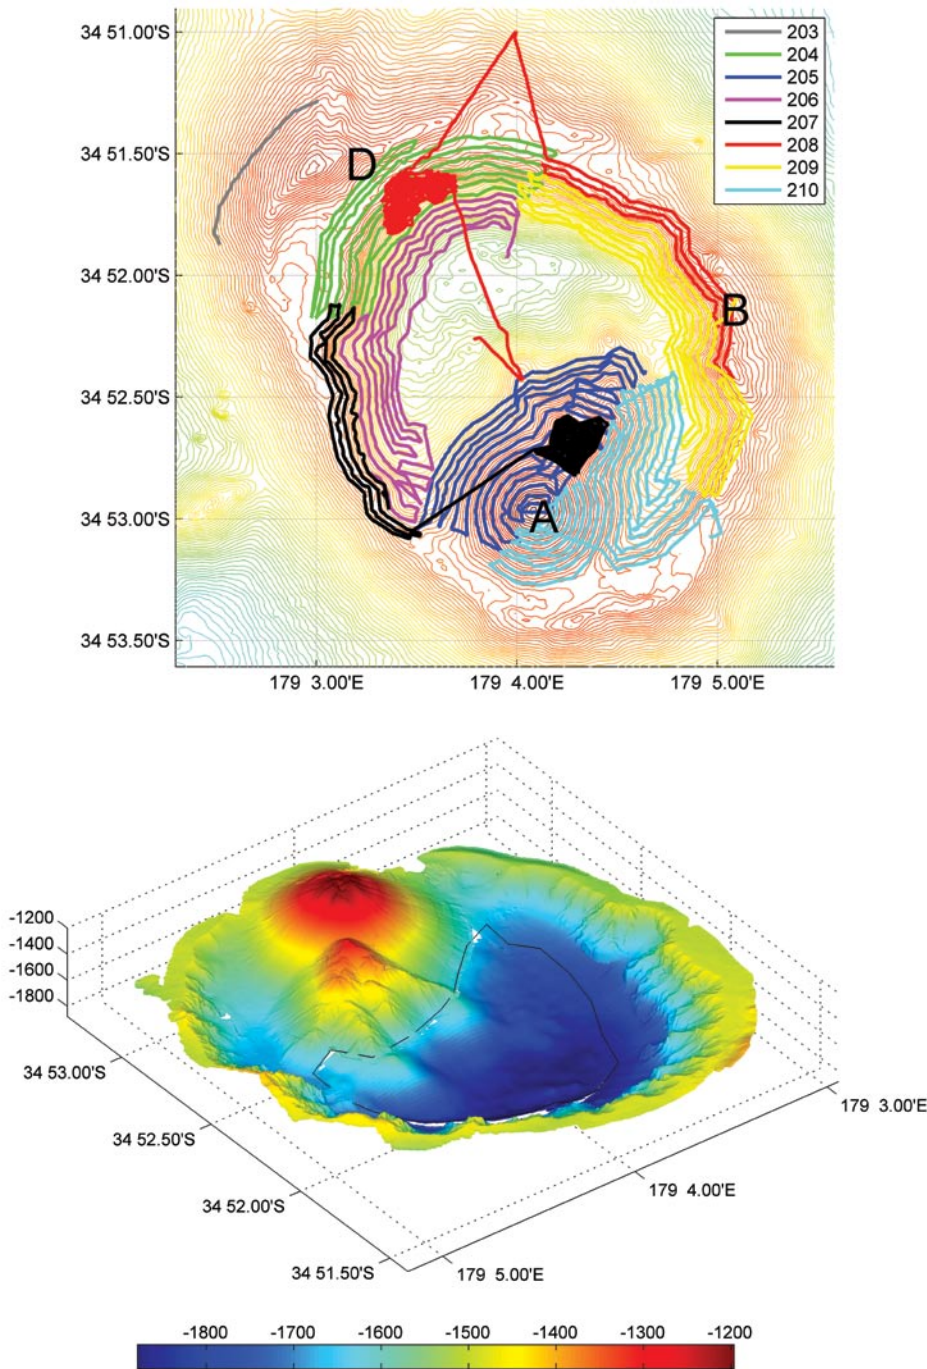 34 51.00'S
34 51.50'S
34 52.00'S
34 52.50'S
34 53.00'S
34 53.50'S
179 3.00'E
179 4.00'E
179 5.00'E
203
204
205
206
207
208
209
210
D
B
A
-1200
-1400
-1600
-1800
34 53.00'S
34 52.50'S
34 52.00'S
34 51.50'S
179 3.00'E
179 4.00'E
179 5.00'E
-1800 -1700 -1600 -1500 -1400 -1300 -1200